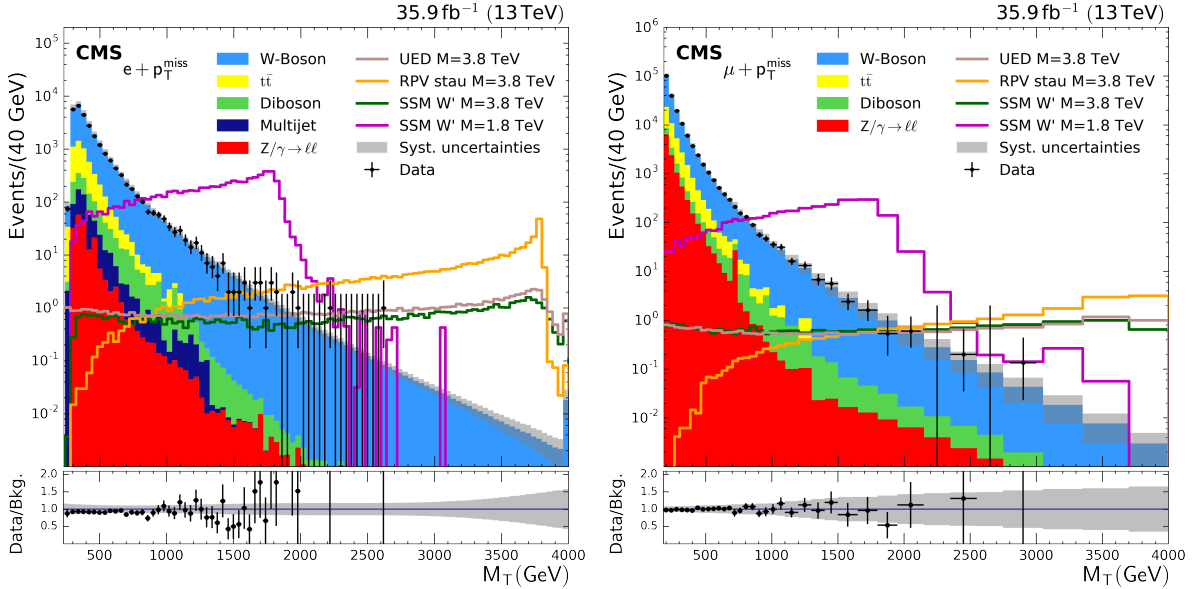 35.9 fb⁻¹ (13 TeV)
CMS
e + p_T^miss
W-Boson
tt̄
Diboson
Multijet
Z/γ→ℓℓ
UED M=3.8 TeV
RPV stau M=3.8 TeV
SSM W' M=3.8 TeV
SSM W' M=1.8 TeV
Syst. uncertainties
Data
Events/(40 GeV)
10⁵
10⁴
10³
10²
10¹
10⁰
10⁻¹
10⁻²
Data/Bkg.
2.0
1.5
1.0
0.5
500 1000 1500 2000 2500 3000 3500 4000
M_T (GeV)
35.9 fb⁻¹ (13 TeV)
CMS
μ + p_T^miss
W-Boson
tt̄
Diboson
Z/γ→ℓℓ
UED M=3.8 TeV
RPV stau M=3.8 TeV
SSM W' M=3.8 TeV
SSM W' M=1.8 TeV
Syst. uncertainties
Data
Events/(40 GeV)
10⁶
10⁵
10⁴
10³
10²
10¹
10⁰
10⁻¹
10⁻²
Data/Bkg.
2.0
1.5
1.0
0.5
500 1000 1500 2000 2500 3000 3500 4000
M_T (GeV)